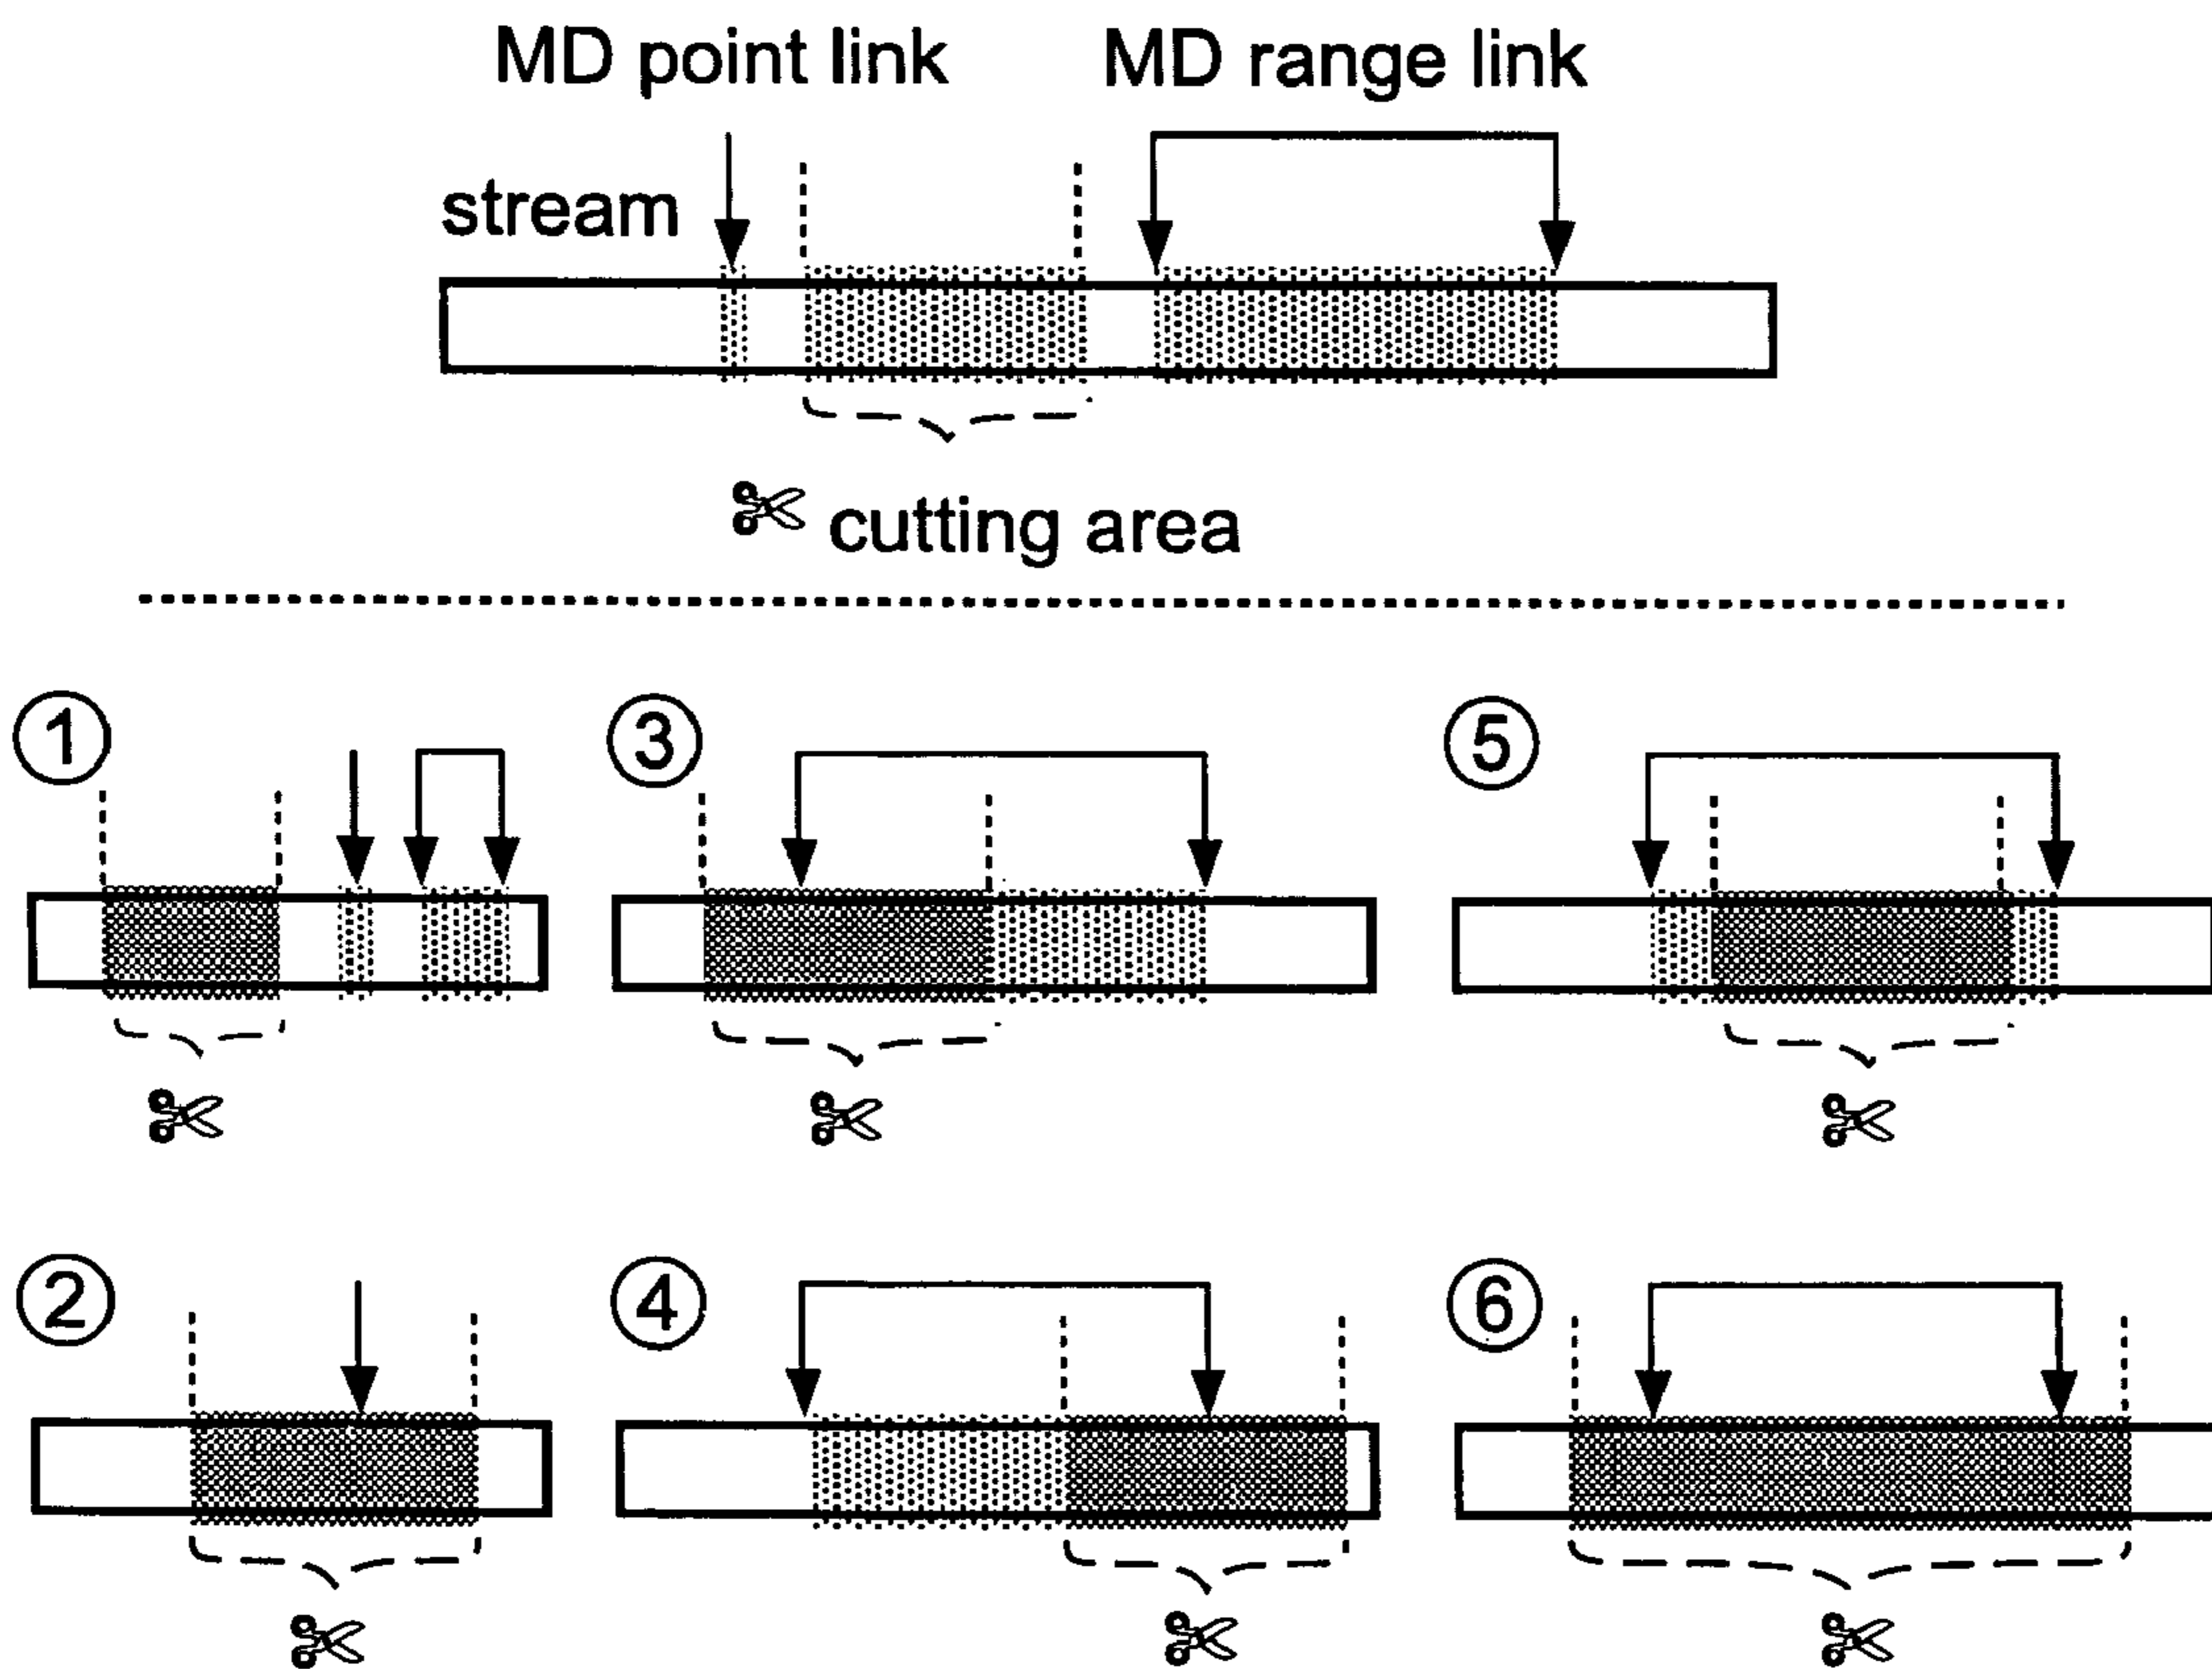 MD point link MD range link
stream
✄ cutting area
① ③ ⑤
② ④ ⑥